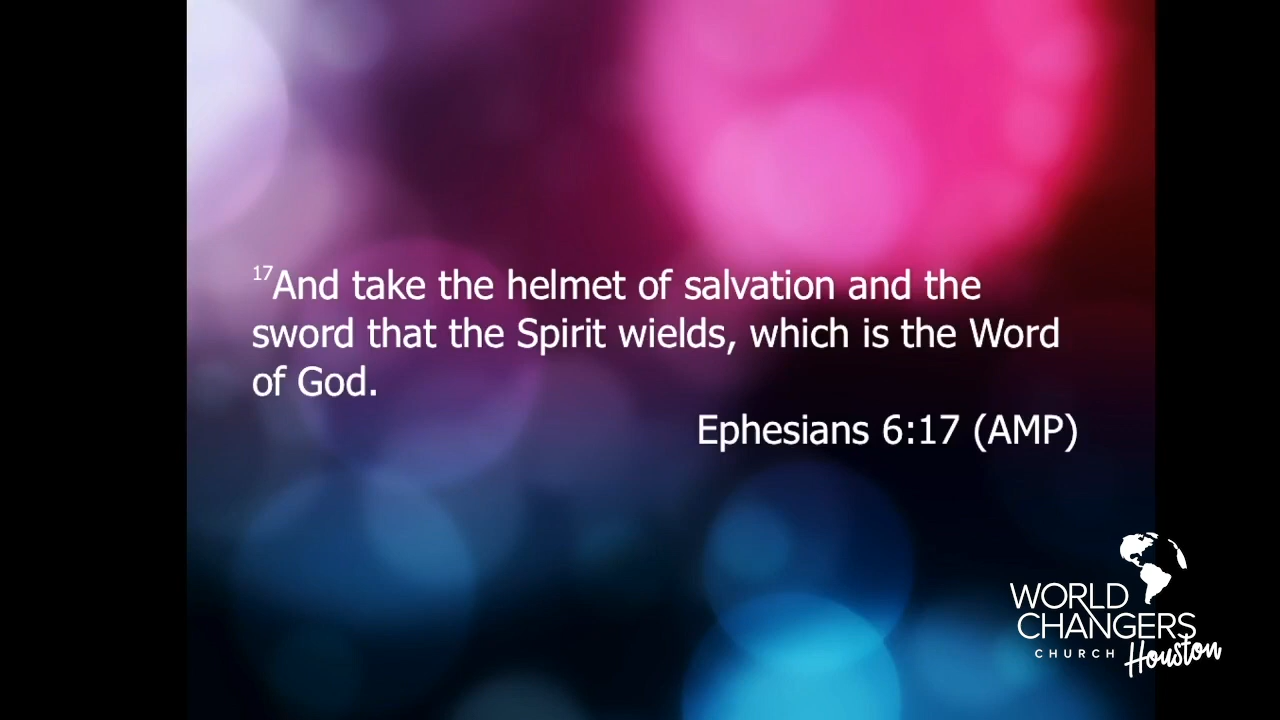 17And take the helmet of salvation and the
sword that the Spirit wields, which is the Word
of God.
Ephesians 6:17 (AMP)
WORLD
CHANGERS
CHURCH Houston